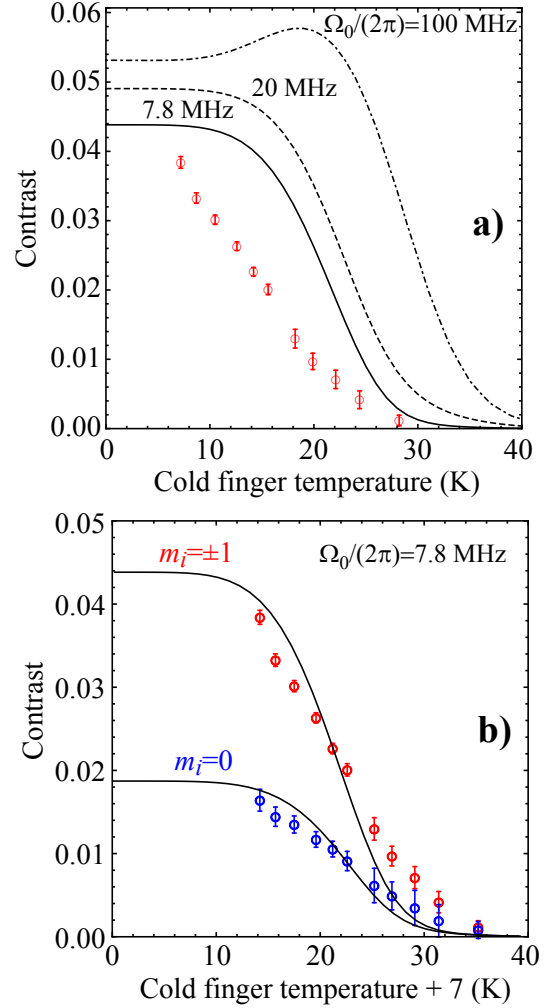 0.06
Ω₀/(2π)=100 MHz
0.05
20 MHz
7.8 MHz
0.04
0.03
a)
0.02
0.01
0.00
0 10 20 30 40
Contrast
Cold finger temperature (K)
0.05
mᵢ=±1
Ω₀/(2π)=7.8 MHz
0.04
0.03
b)
0.02
mᵢ=0
0.01
0.00
0 10 20 30 40
Contrast
Cold finger temperature + 7 (K)